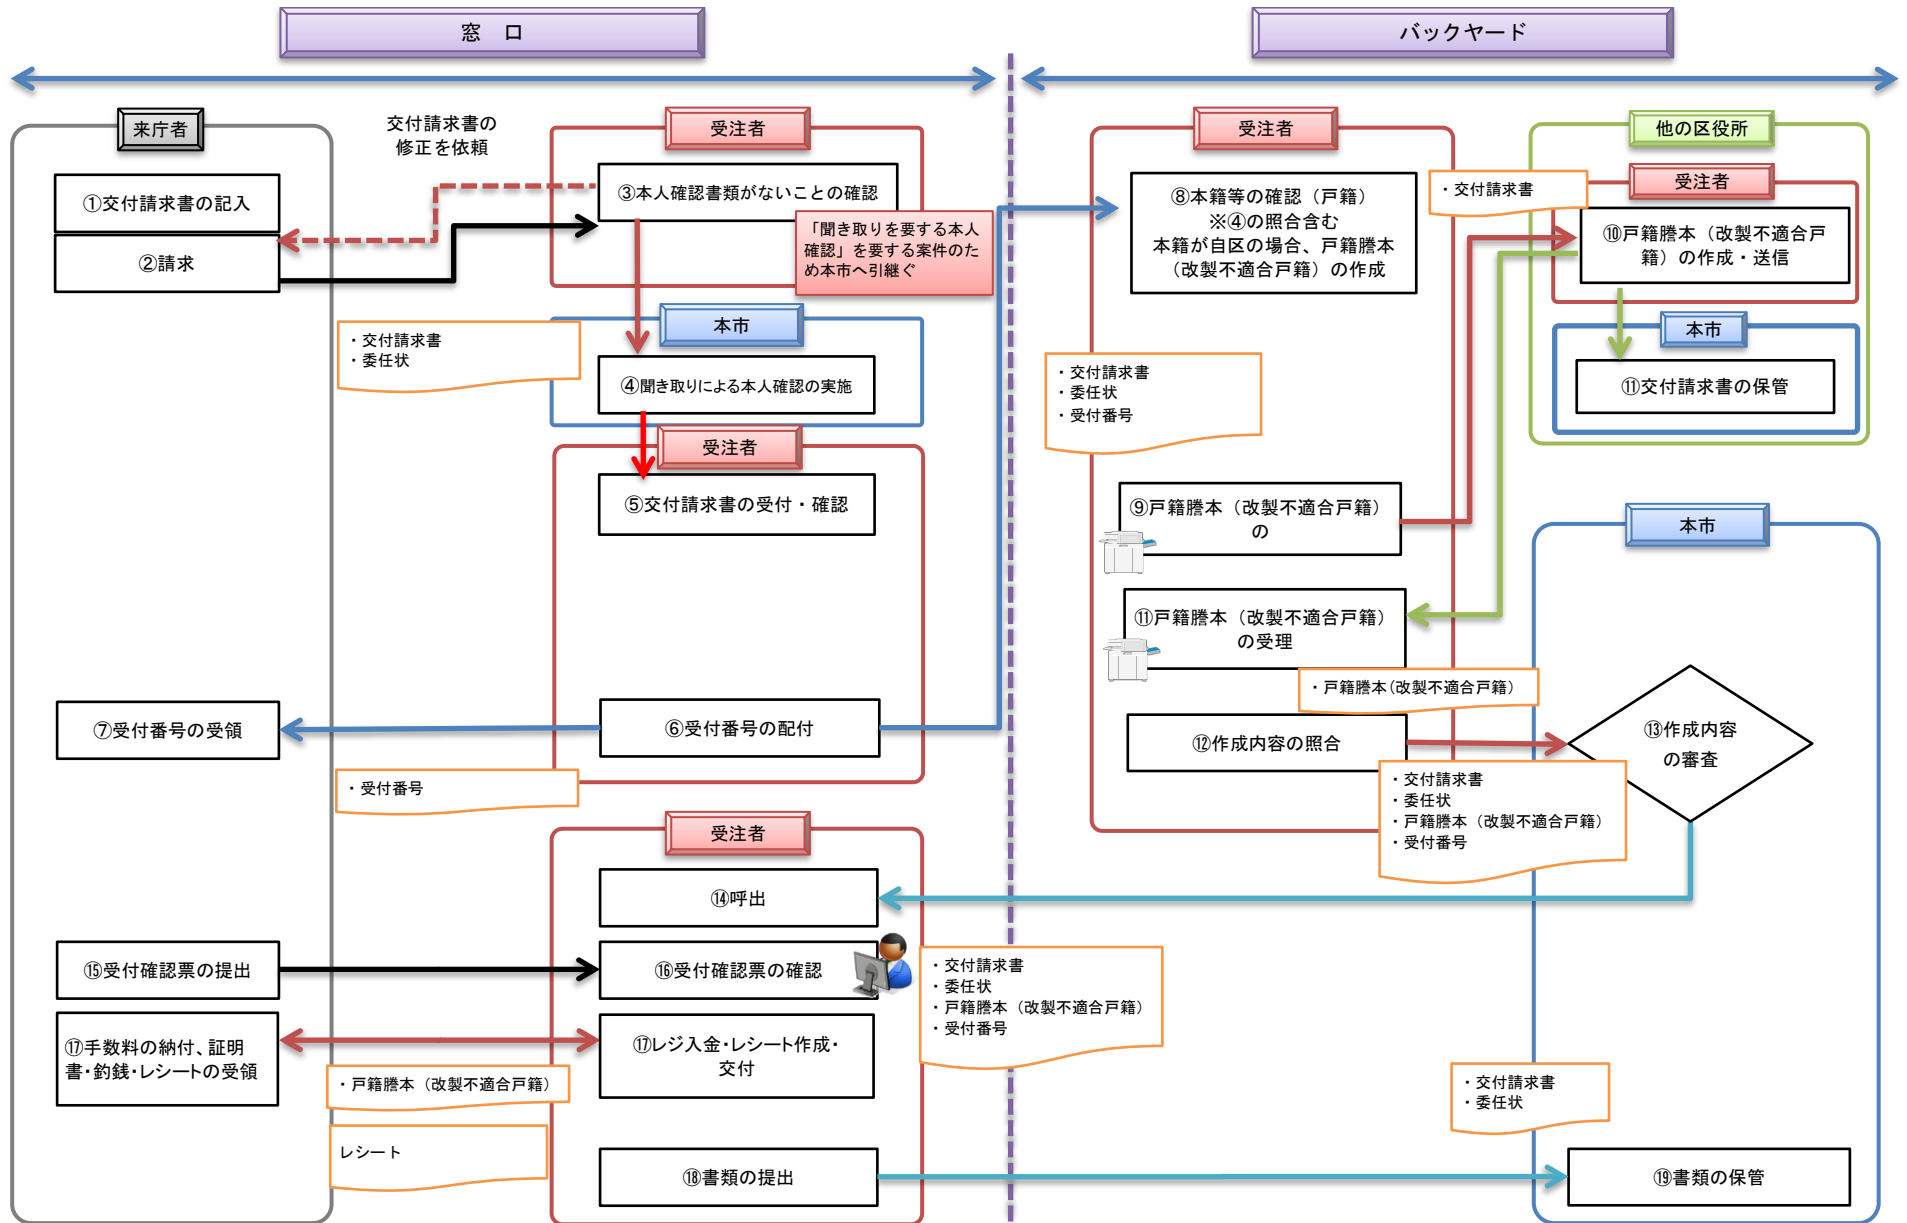 窓　口
バックヤード
来庁者
交付請求書の
修正を依頼
受注者
受注者
他の区役所
①交付請求書の記入
②請求
③本人確認書類がないことの確認
「聞き取りを要する本人
確認」を要する案件のた
め本市へ引継ぐ
⑧本籍等の確認（戸籍）
※④の照合含む
本籍が自区の場合、戸籍謄本
（改製不適合戸籍）の作成
・交付請求書
受注者
⑩戸籍謄本（改製不適合戸
籍）の作成・送信
・交付請求書
・委任状
本市
④聞き取りによる本人確認の実施
・交付請求書
・委任状
・受付番号
本市
⑪交付請求書の保管
受注者
⑤交付請求書の受付・確認
⑨戸籍謄本（改製不適合戸籍）
の
本市
⑪戸籍謄本（改製不適合戸籍）
の受理
・戸籍謄本（改製不適合戸籍）
⑦受付番号の受領
⑥受付番号の配付
⑫作成内容の照合
⑬作成内容
の審査
・受付番号
・交付請求書
・委任状
・戸籍謄本（改製不適合戸籍）
・受付番号
受注者
⑭呼出
⑮受付確認票の提出
⑯受付確認票の確認
・交付請求書
・委任状
・戸籍謄本（改製不適合戸籍）
・受付番号
⑰手数料の納付、証明
書・釣銭・レシートの受領
⑰レジ入金・レシート作成・
交付
・戸籍謄本（改製不適合戸籍）
・交付請求書
・委任状
レシート
⑱書類の提出
⑲書類の保管